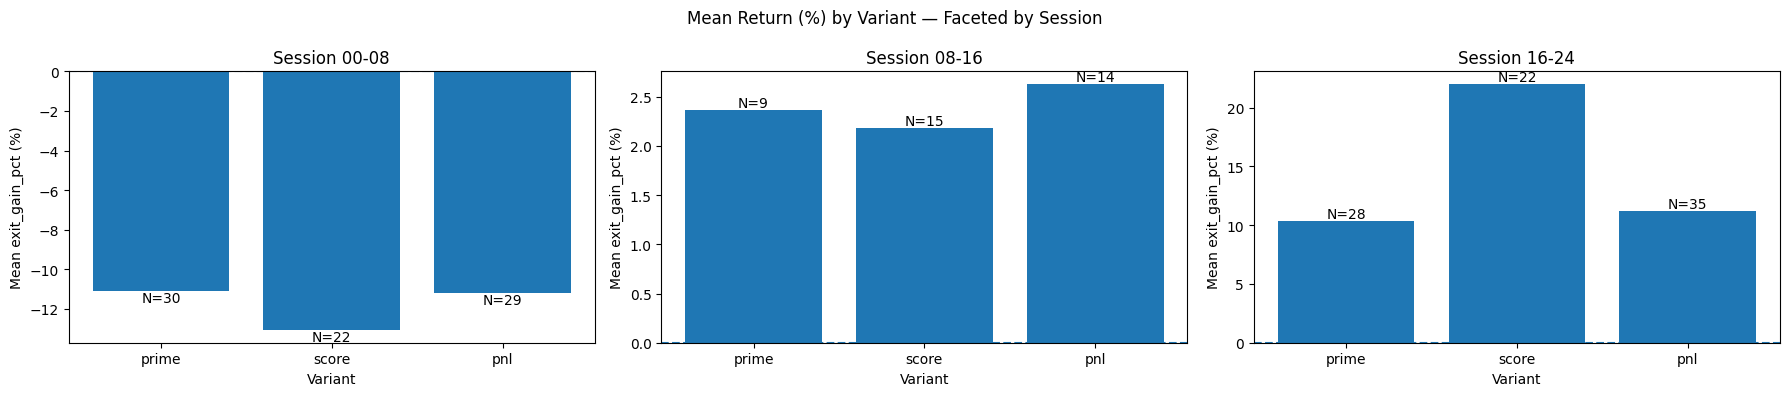 Mean Return (%) by Variant — Faceted by Session
Session 00-08
0
−2
−4
−6
−8
−10
−12
Mean exit_gain_pct (%)
N=30
N=22
N=29
prime
score
pnl
Variant
Session 08-16
2.5
2.0
1.5
1.0
0.5
0.0
Mean exit_gain_pct (%)
N=9
N=15
N=14
prime
score
pnl
Variant
Session 16-24
20
15
10
5
0
Mean exit_gain_pct (%)
N=28
N=22
N=35
prime
score
pnl
Variant